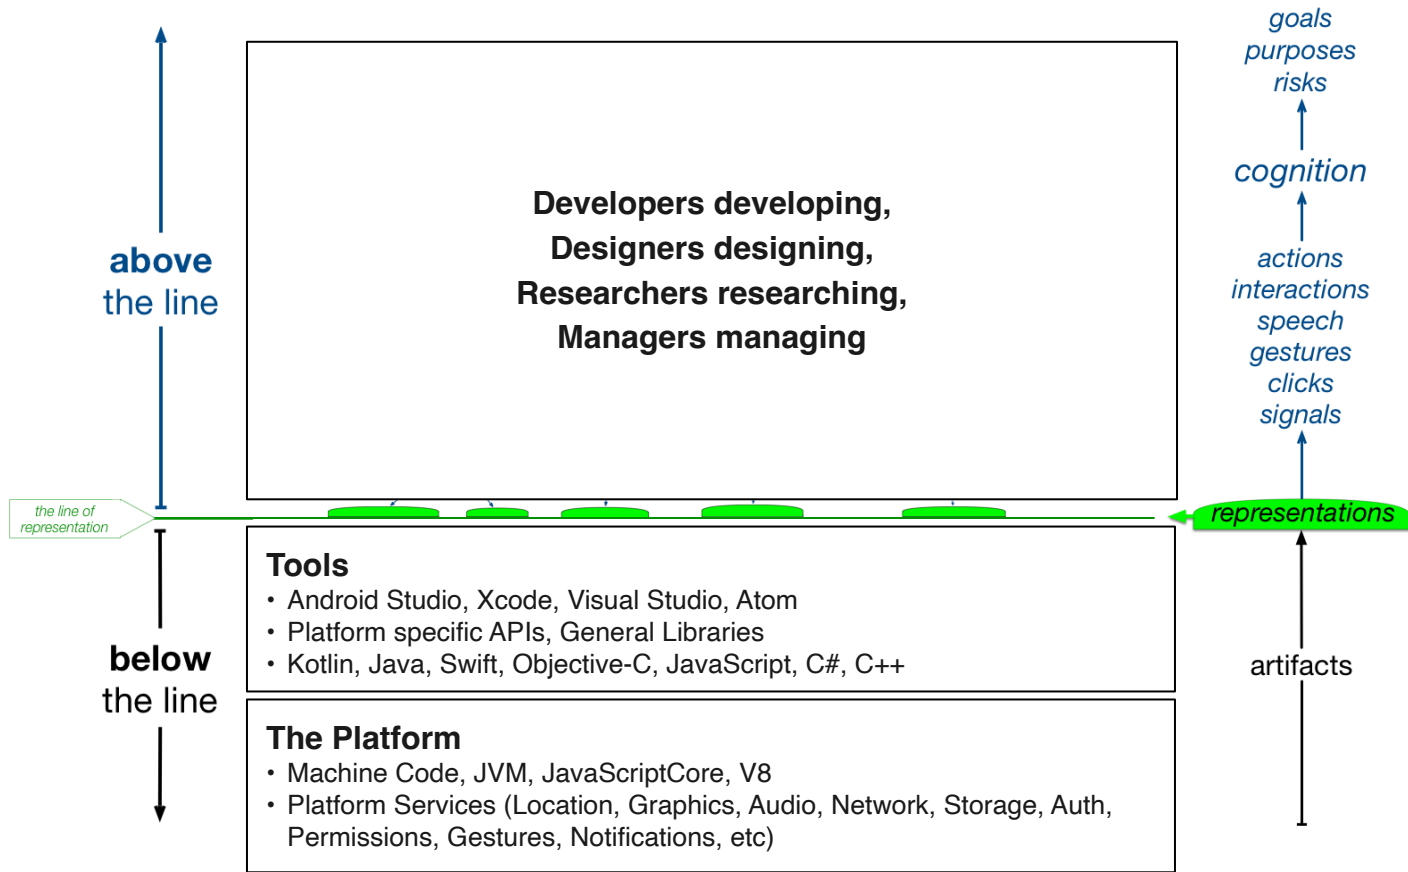 goals
purposes
risks
cognition
actions
interactions
speech
gestures
clicks
signals
above
the line
Developers developing,
Designers designing,
Researchers researching,
Managers managing
the line of
representation
representations
below
the line
Tools
• Android Studio, Xcode, Visual Studio, Atom
• Platform specific APIs, General Libraries
• Kotlin, Java, Swift, Objective-C, JavaScript, C#, C++
artifacts
The Platform
• Machine Code, JVM, JavaScriptCore, V8
• Platform Services (Location, Graphics, Audio, Network, Storage, Auth,
Permissions, Gestures, Notifications, etc)